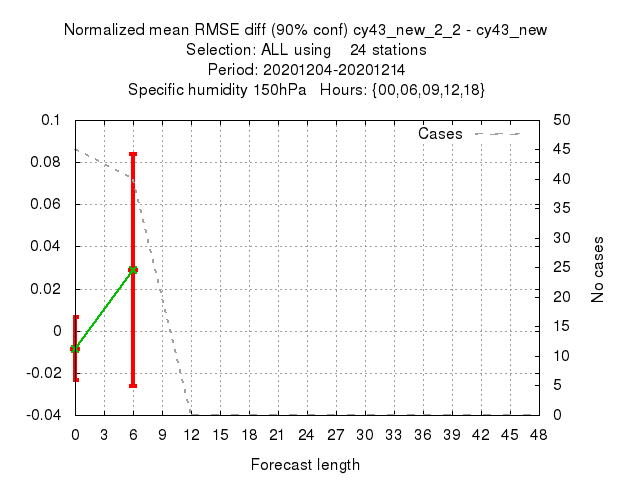 Normalized mean RMSE diff (90% conf) cy43_new_2_2 - cy43_new
Selection: ALL using    24 stations
Period: 20201204-20201214
Specific humidity 150hPa   Hours: {00,06,09,12,18}
Cases
0.1
0.08
0.06
0.04
0.02
0
-0.02
-0.04
50
45
40
35
30
25
20
15
10
5
0
No cases
0 3 6 9 12 15 18 21 24 27 30 33 36 39 42 45 48
Forecast length